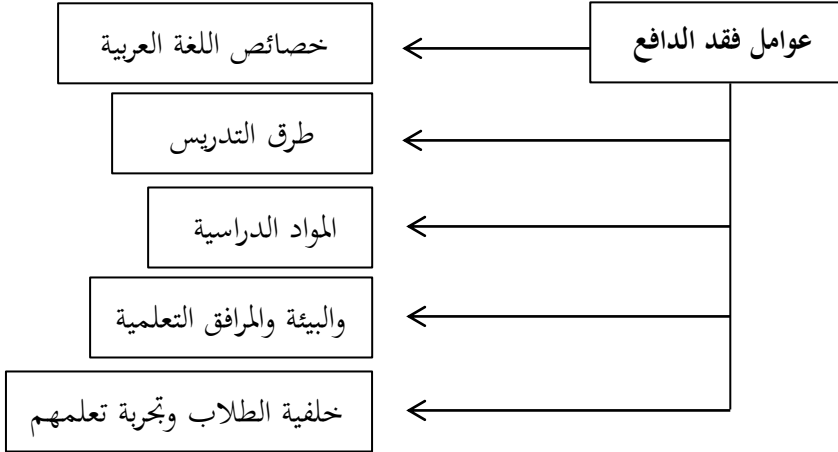 عوامل فقد الدافع
خصائص اللغة العربية
طرق التدريس
المواد الدراسية
والبيئة والمرافق التعلمية
خلفية الطلاب وتجربة تعلمهم